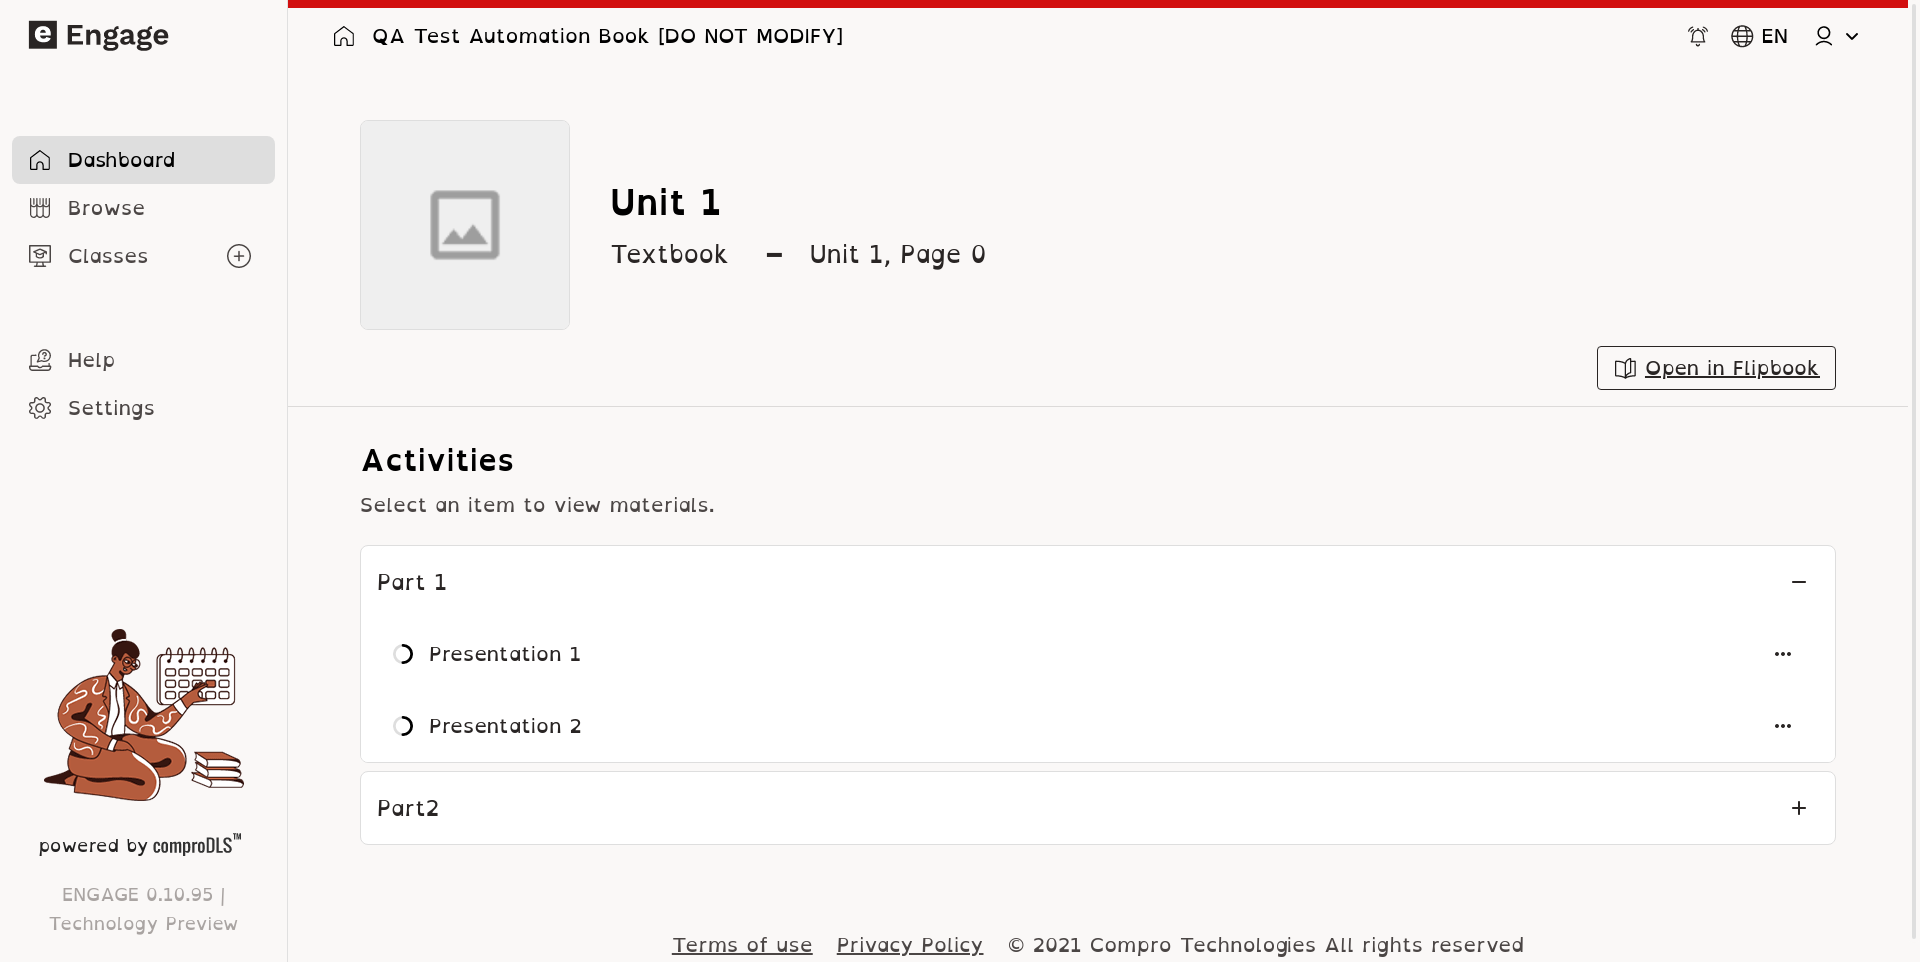 Engage
QA Test Automation Book [DO NOT MODIFY]
EN
Dashboard
Browse
Classes
Help
Settings
powered by comproDLS™
ENGAGE 0.10.95 |
Technology Preview
Unit 1
Textbook – Unit 1, Page 0
Open in Flipbook
Activities
Select an item to view materials.
Part 1
Presentation 1
Presentation 2
Part2
Terms of use Privacy Policy © 2021 Compro Technologies All rights reserved